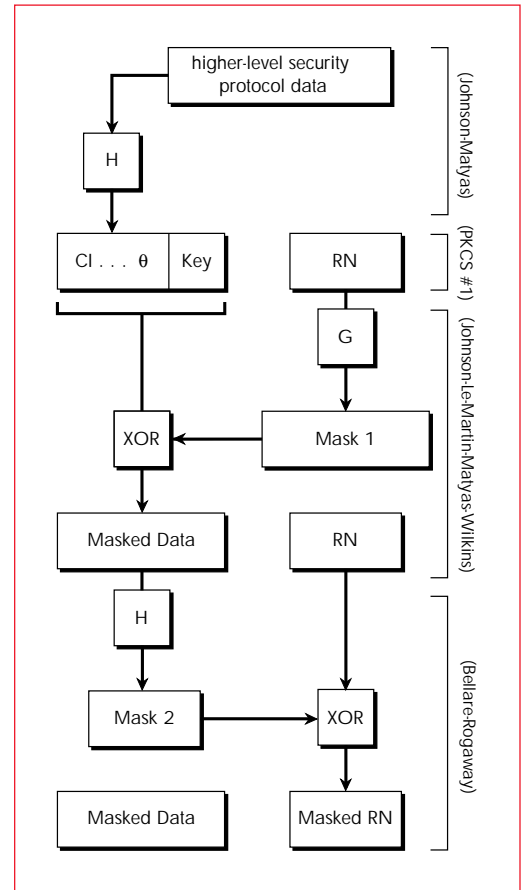 higher-level security
protocol data
(Johnson-Matyas)
H
CI . . . θ
Key
RN
(PKCS #1)
G
(Johnson-Le-Martin-Matyas-Wilkins)
XOR
Mask 1
Masked Data
RN
H
(Bellare-Rogaway)
Mask 2
XOR
Masked Data
Masked RN